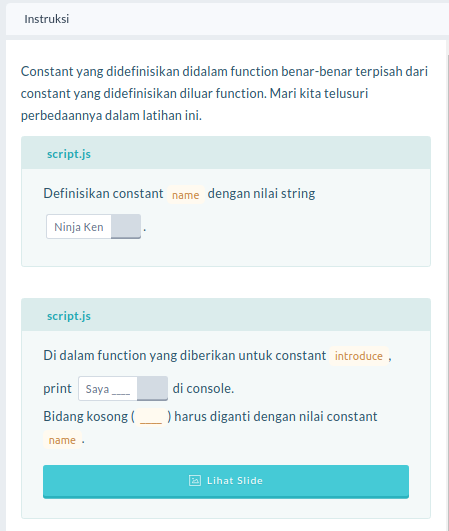 Instruksi
Constant yang didefinisikan didalam function benar-benar terpisah dari
constant yang didefinisikan diluar function. Mari kita telusuri
perbedaannya dalam latihan ini.
script.js
Definisikan constant name dengan nilai string
Ninja Ken .
script.js
Di dalam function yang diberikan untuk constant introduce ,
print Saya ____ di console.
Bidang kosong ( ____ ) harus diganti dengan nilai constant
name .
Lihat Slide